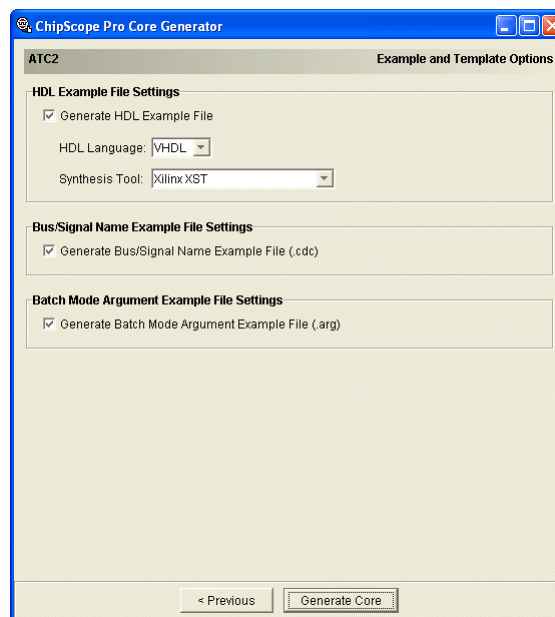 ChipScope Pro Core Generator
ATC2 Example and Template Options
HDL Example File Settings
Generate HDL Example File
HDL Language: VHDL
Synthesis Tool: Xilinx XST
Bus/Signal Name Example File Settings
Generate Bus/Signal Name Example File (.cdc)
Batch Mode Argument Example File Settings
Generate Batch Mode Argument Example File (.arg)
< Previous Generate Core